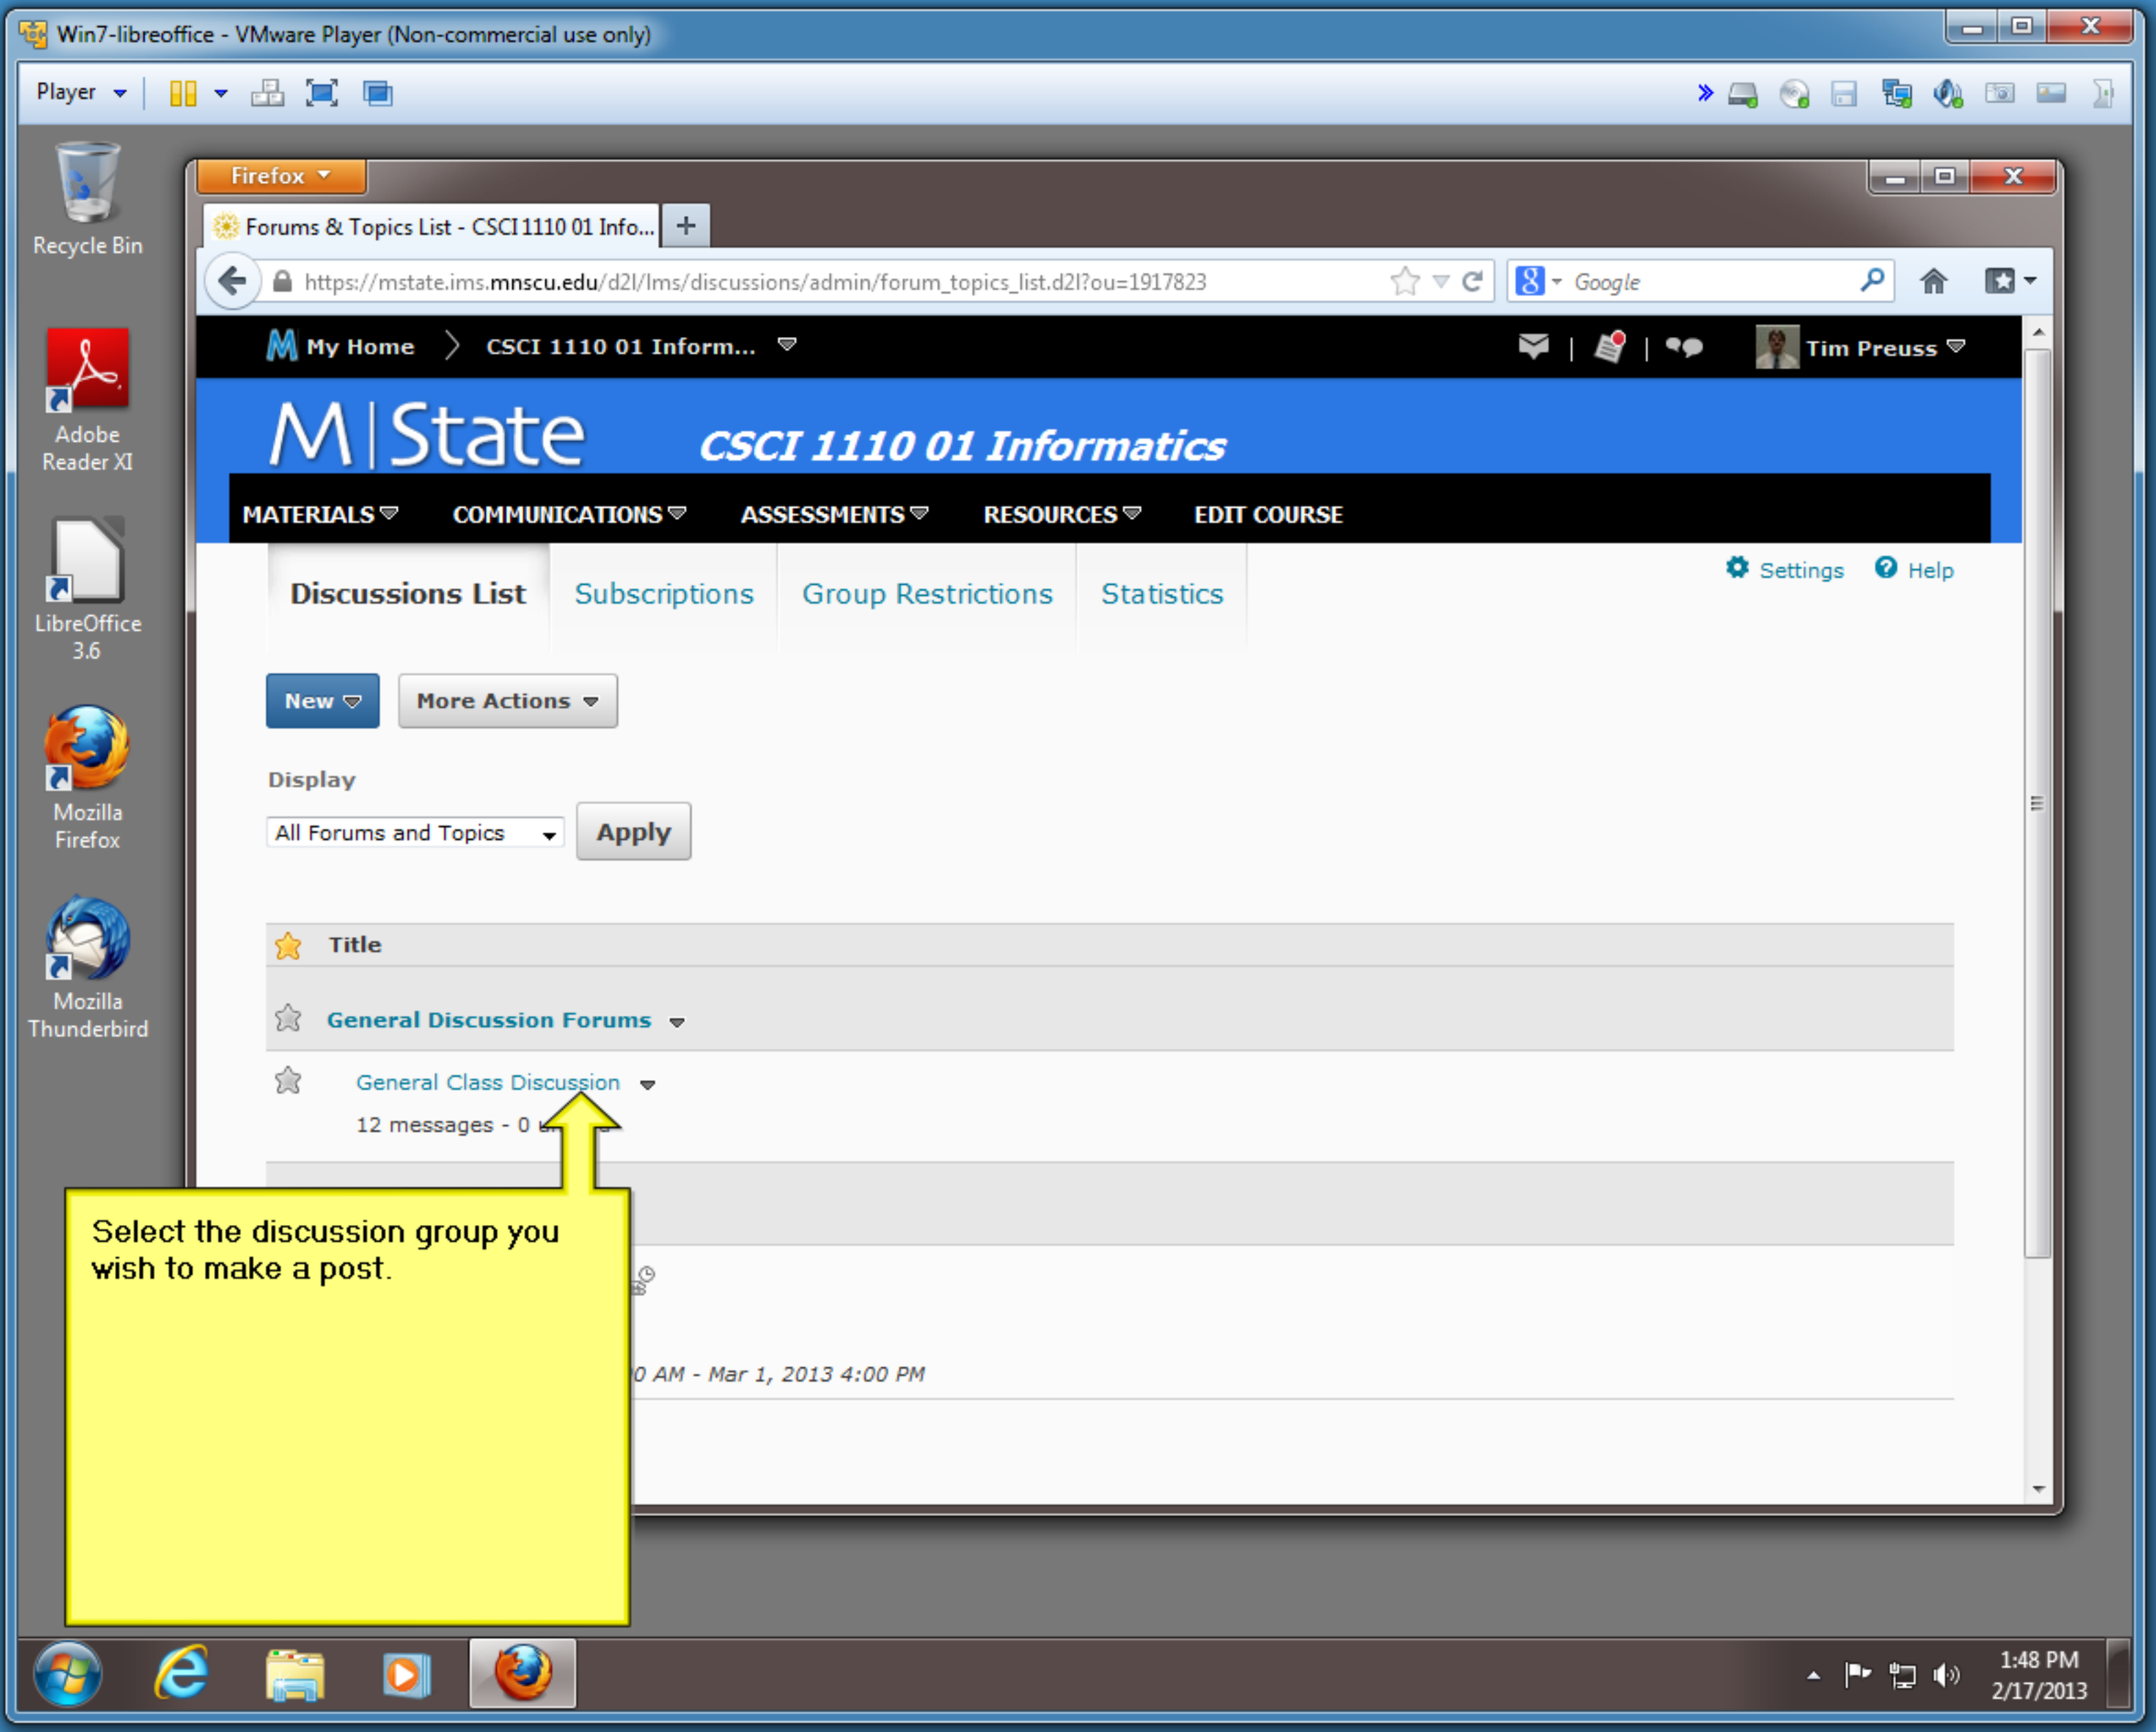 Win7-libreoffice - VMware Player (Non-commercial use only)
Player
Recycle Bin
Adobe
Reader XI
LibreOffice
3.6
Mozilla
Firefox
Mozilla
Thunderbird
Firefox
Forums & Topics List - CSCI 1110 01 Info...
https://mstate.ims.mnscu.edu/d2l/lms/discussions/admin/forum_topics_list.d2l?ou=1917823
Google
My Home CSCI 1110 01 Inform... Tim Preuss
M|State CSCI 1110 01 Informatics
MATERIALS COMMUNICATIONS ASSESSMENTS RESOURCES EDIT COURSE
Discussions List Subscriptions Group Restrictions Statistics
Settings Help
New More Actions
Display
All Forums and Topics Apply
Title
General Discussion Forums
General Class Discussion
12 messages - 0
Select the discussion group you
wish to make a post.
0 AM - Mar 1, 2013 4:00 PM
1:48 PM
2/17/2013